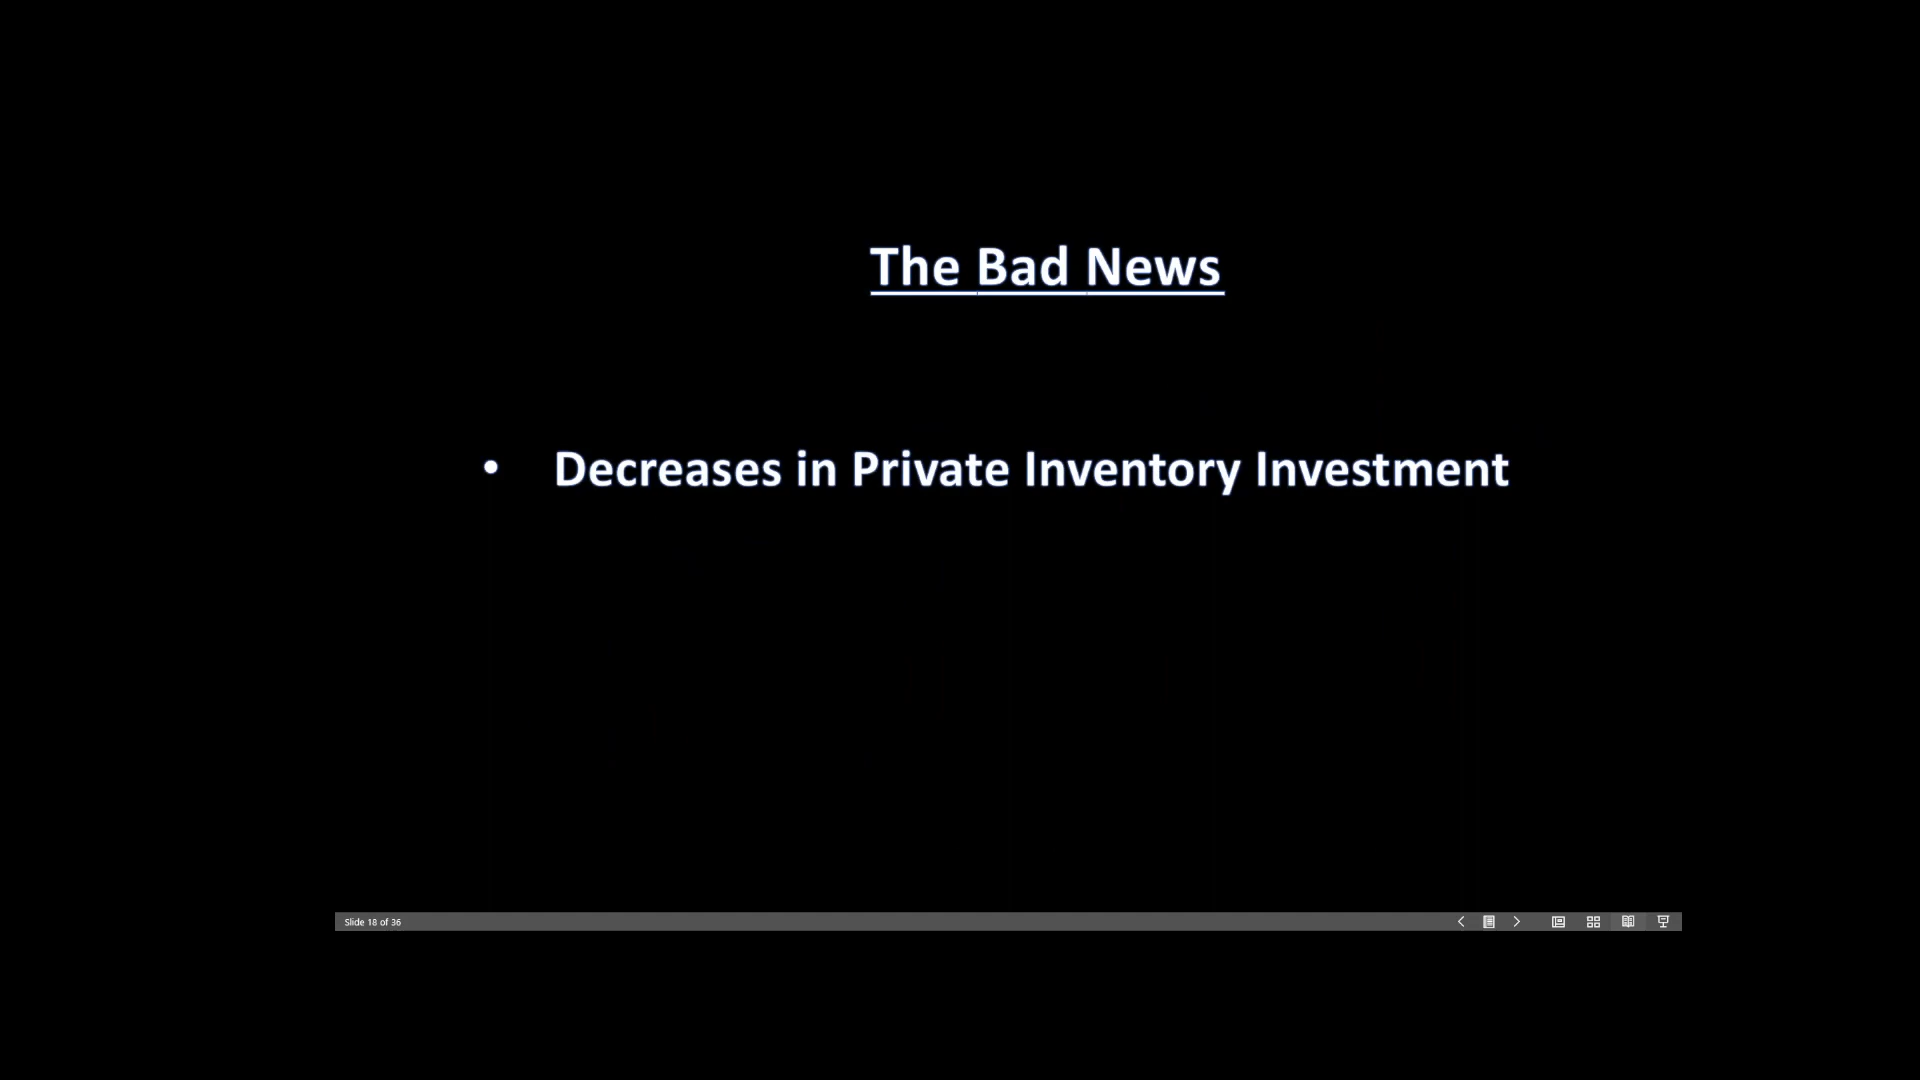 The Bad News
• Decreases in Private Inventory Investment
Slide 18 of 36